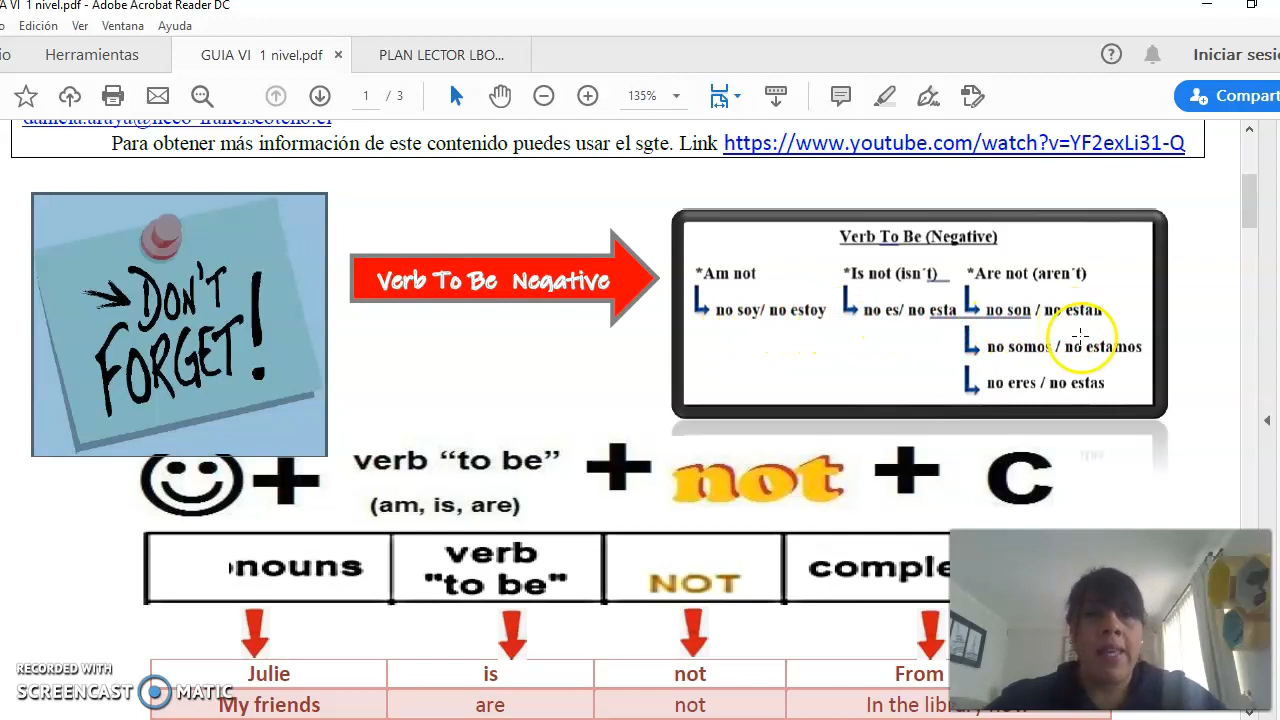 A VI 1 nivel.pdf - Adobe Acrobat Reader DC
o Edición Ver Ventana Ayuda
io Herramientas GUIA VI 1 nivel.pdf × PLAN LECTOR LBO... Iniciar sesi
1 / 3 135% Compart
Para obtener más información de este contenido puedes usar el sgte. Link https://www.youtube.com/watch?v=YF2exLi31-Q
DON'T
FORGET!
Verb To Be Negative
Verb To Be (Negative)
*Am not *Is not (isn´t) *Are not (aren´t)
no soy/ no estoy no es/ no esta no son / no estan
no somos / no estamos
no eres / no estas
+ verb “to be” + not + C
(am, is, are)
nouns verb "to be" NOT comple
Julie is not From
My friends are not In the library now
RECORDED WITH
SCREENCAST MATIC